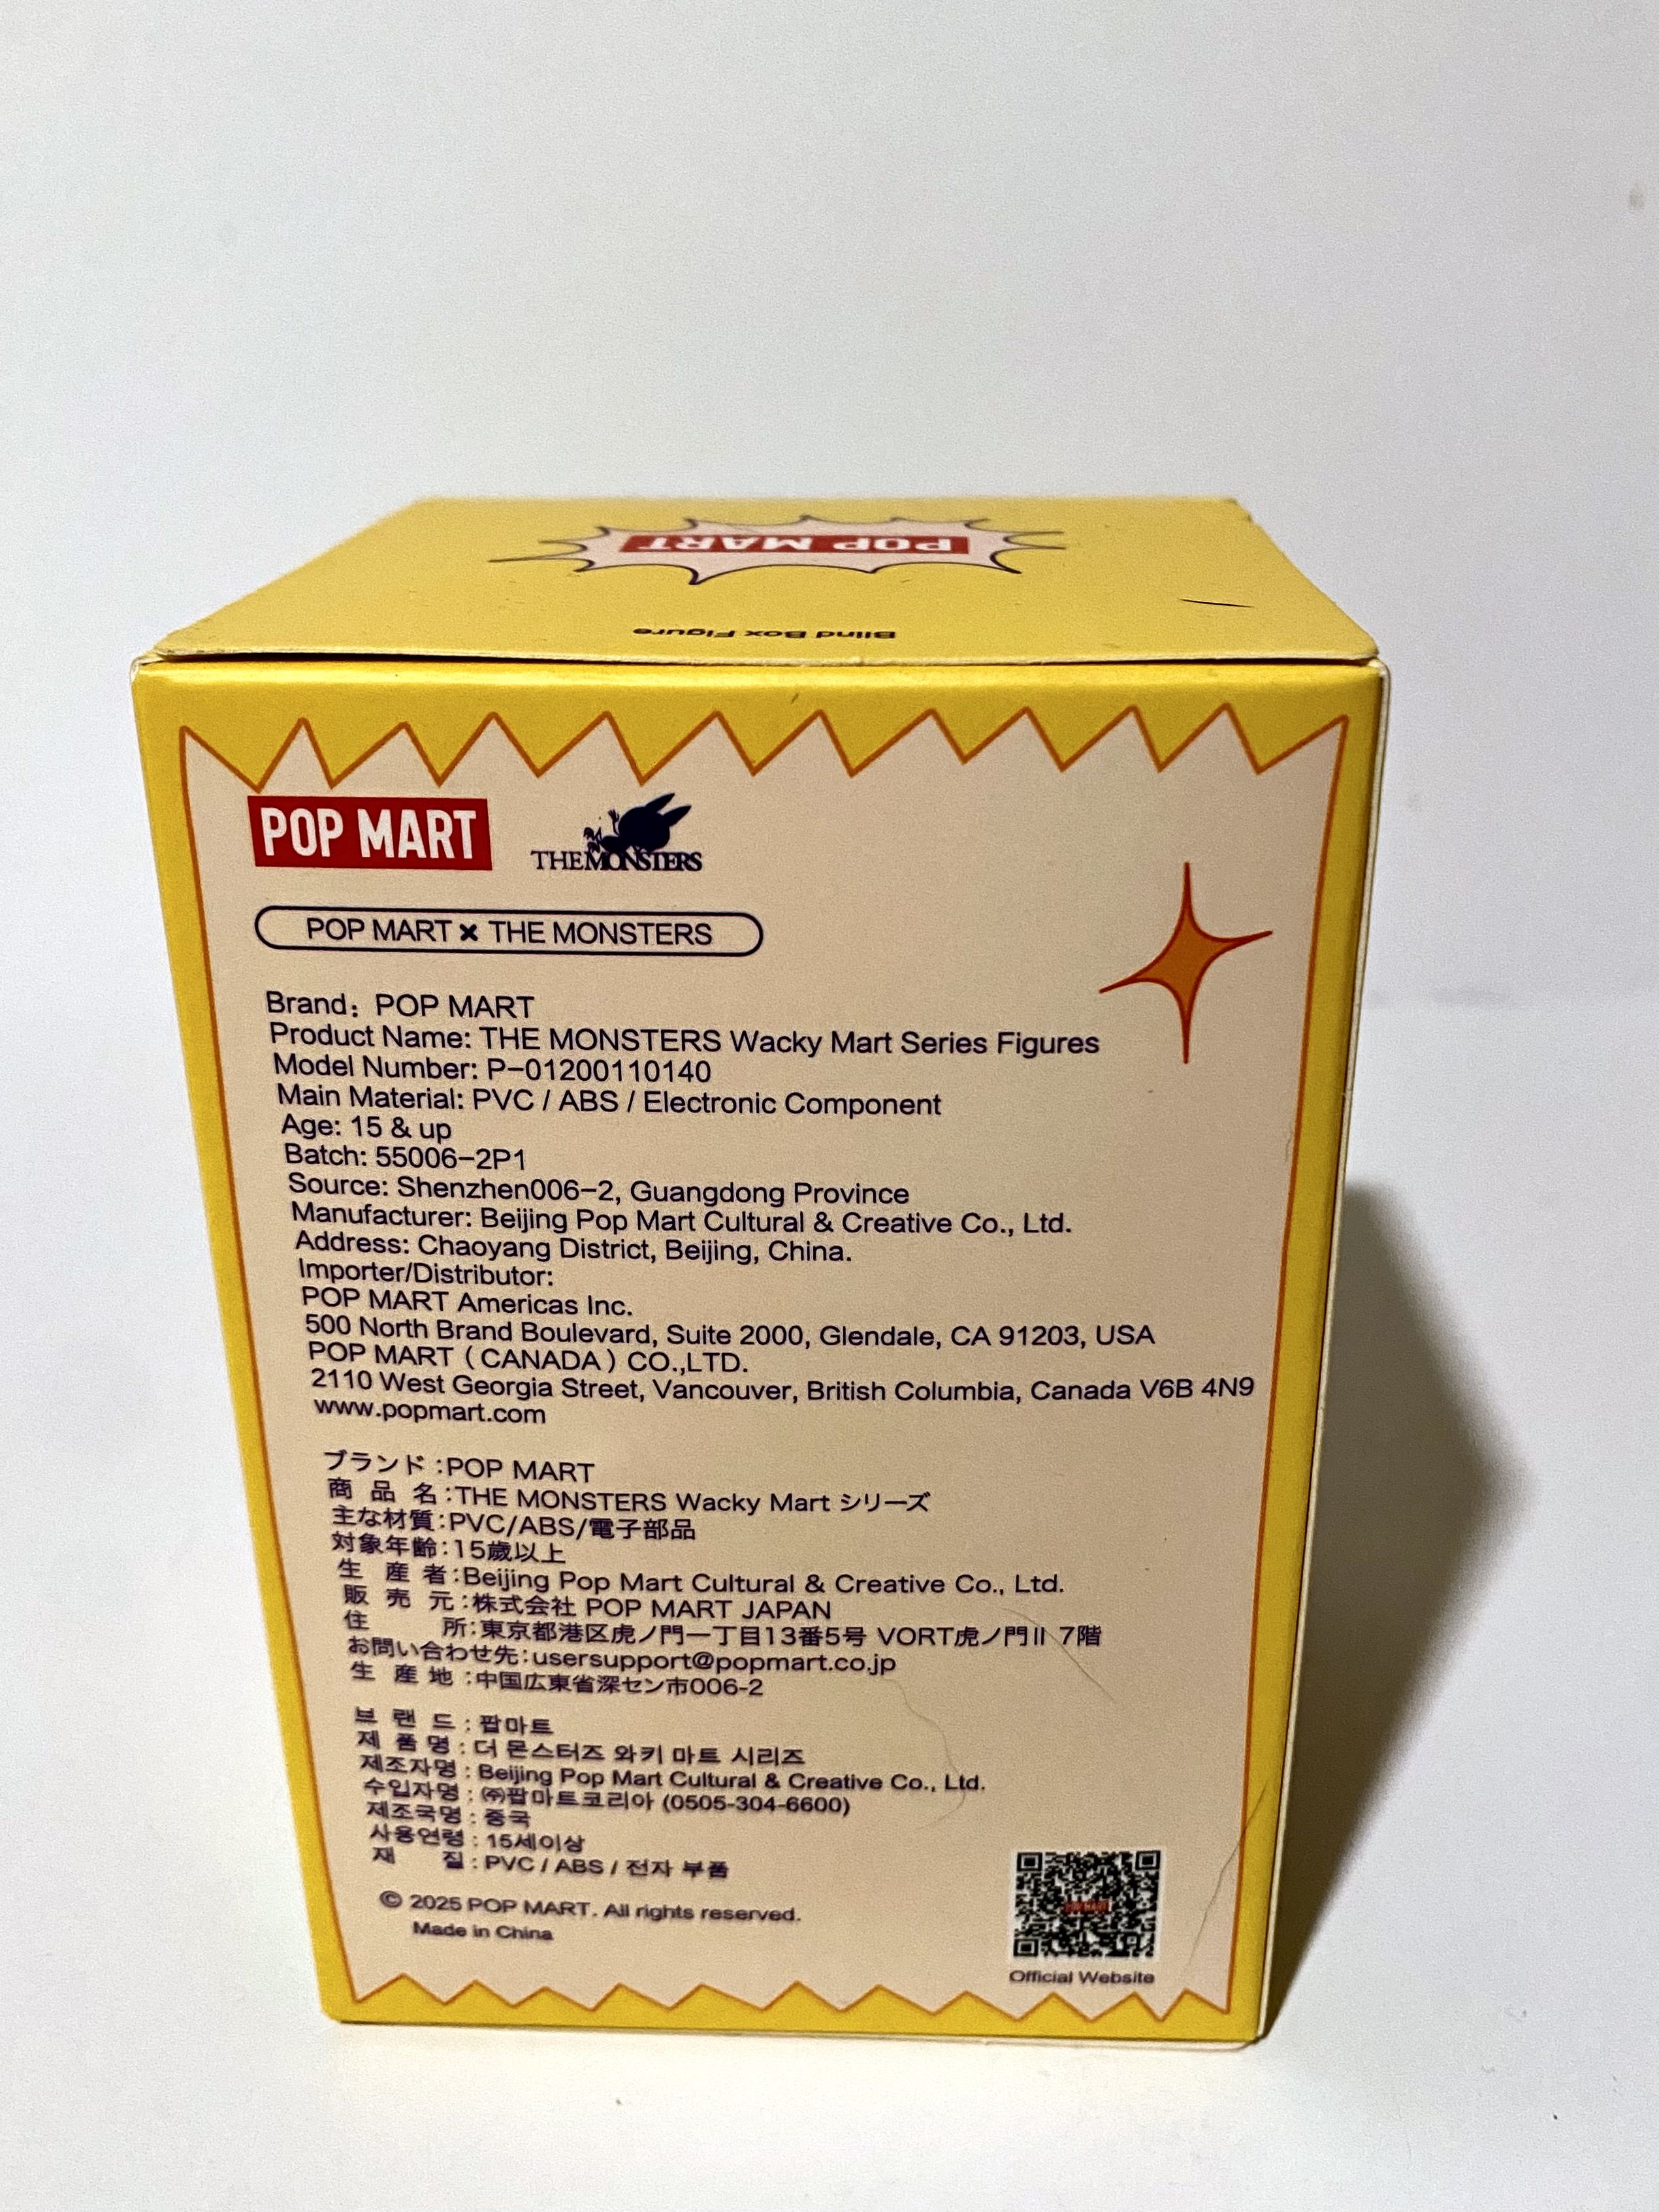 POP MART
Blind Box Figure
POP MART
THE MONSTERS
POP MART × THE MONSTERS
Brand: POP MART
Product Name: THE MONSTERS Wacky Mart Series Figures
Model Number: P-01200110140
Main Material: PVC / ABS / Electronic Component
Age: 15 & up
Batch: 55006-2P1
Source: Shenzhen006-2, Guangdong Province
Manufacturer: Beijing Pop Mart Cultural & Creative Co., Ltd.
Address: Chaoyang District, Beijing, China.
Importer/Distributor:
POP MART Americas Inc.
500 North Brand Boulevard, Suite 2000, Glendale, CA 91203, USA
POP MART (CANADA) CO.,LTD.
2110 West Georgia Street, Vancouver, British Columbia, Canada V6B 4N9
www.popmart.com
ブランド:POP MART
商品名:THE MONSTERS Wacky Mart シリーズ
主な材質:PVC/ABS/電子部品
対象年齢:15歳以上
生産者:Beijing Pop Mart Cultural & Creative Co., Ltd.
販売元:株式会社 POP MART JAPAN
住所:東京都港区虎ノ門一丁目13番5号 VORT虎ノ門II 7階
お問い合わせ先:usersupport@popmart.co.jp
生産地:中国広東省深セン市006-2
브랜드 : 팝마트
제품명 : 더 몬스터즈 와키 마트 시리즈
제조자명 : Beijing Pop Mart Cultural & Creative Co., Ltd.
수입자명 : ㈜팝마트코리아 (0505-304-6600)
제조국명 : 중국
사용연령 : 15세이상
재질 : PVC / ABS / 전자 부품
© 2025 POP MART. All rights reserved.
Made in China
POP MART
Official Website